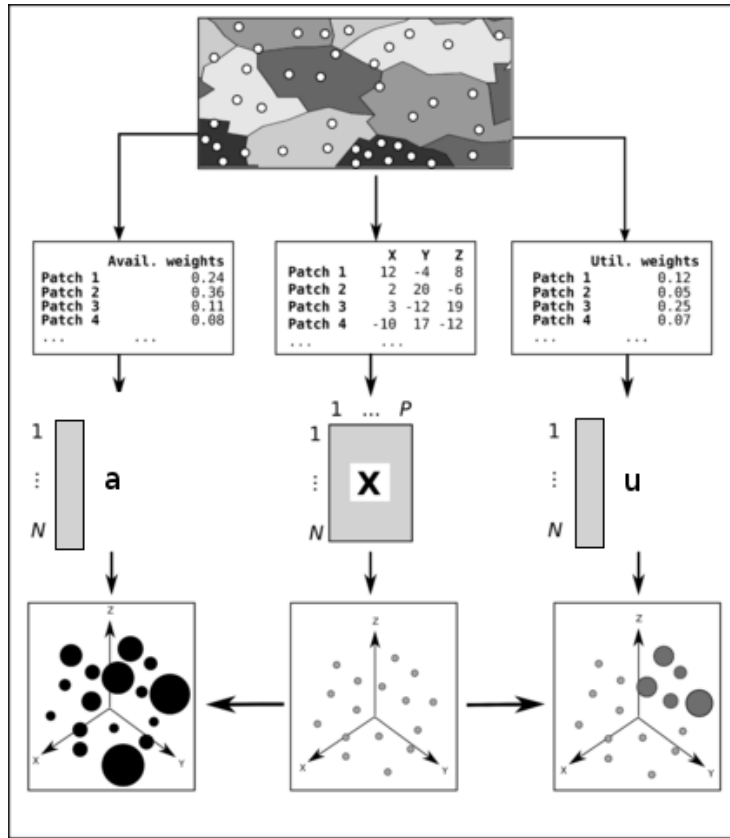 Avail. weights
Patch 1 0.24
Patch 2 0.36
Patch 3 0.11
Patch 4 0.08
... ...
X Y Z
Patch 1 12 -4 8
Patch 2 2 20 -6
Patch 3 3 -12 19
Patch 4 -10 17 -12
... ...
Util. weights
Patch 1 0.12
Patch 2 0.05
Patch 3 0.25
Patch 4 0.07
... ...
1
⋮
N
a
1 ... P
1
⋮
N
X
1
⋮
N
u
Z
X
Y
Z
X
Y
Z
X
Y